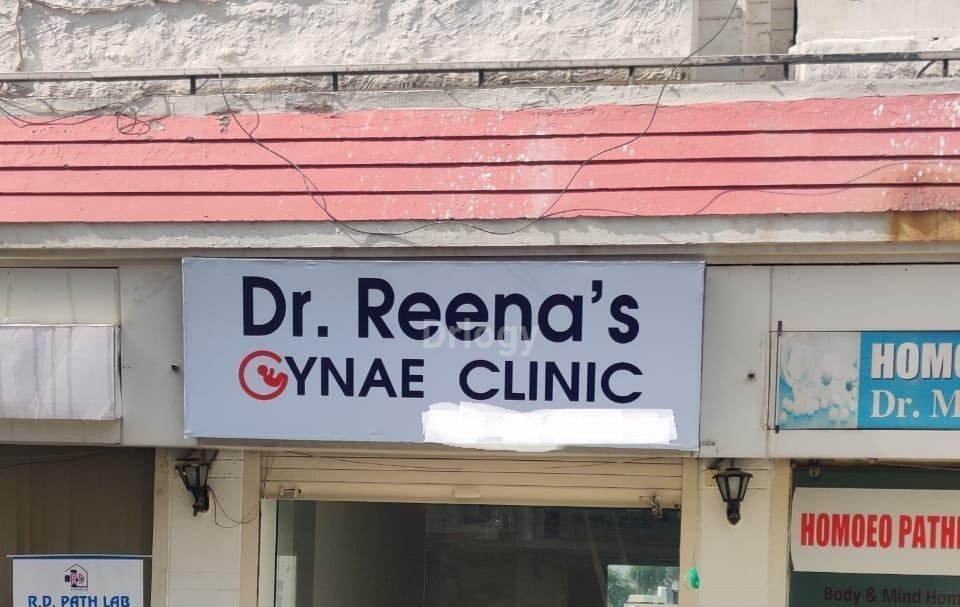 Dr. Reena's
GYNAE CLINIC
Drlogy
HOMO
Dr. M
HOMOEO PATH
Body & Mind Hom
R.D. PATH LAB